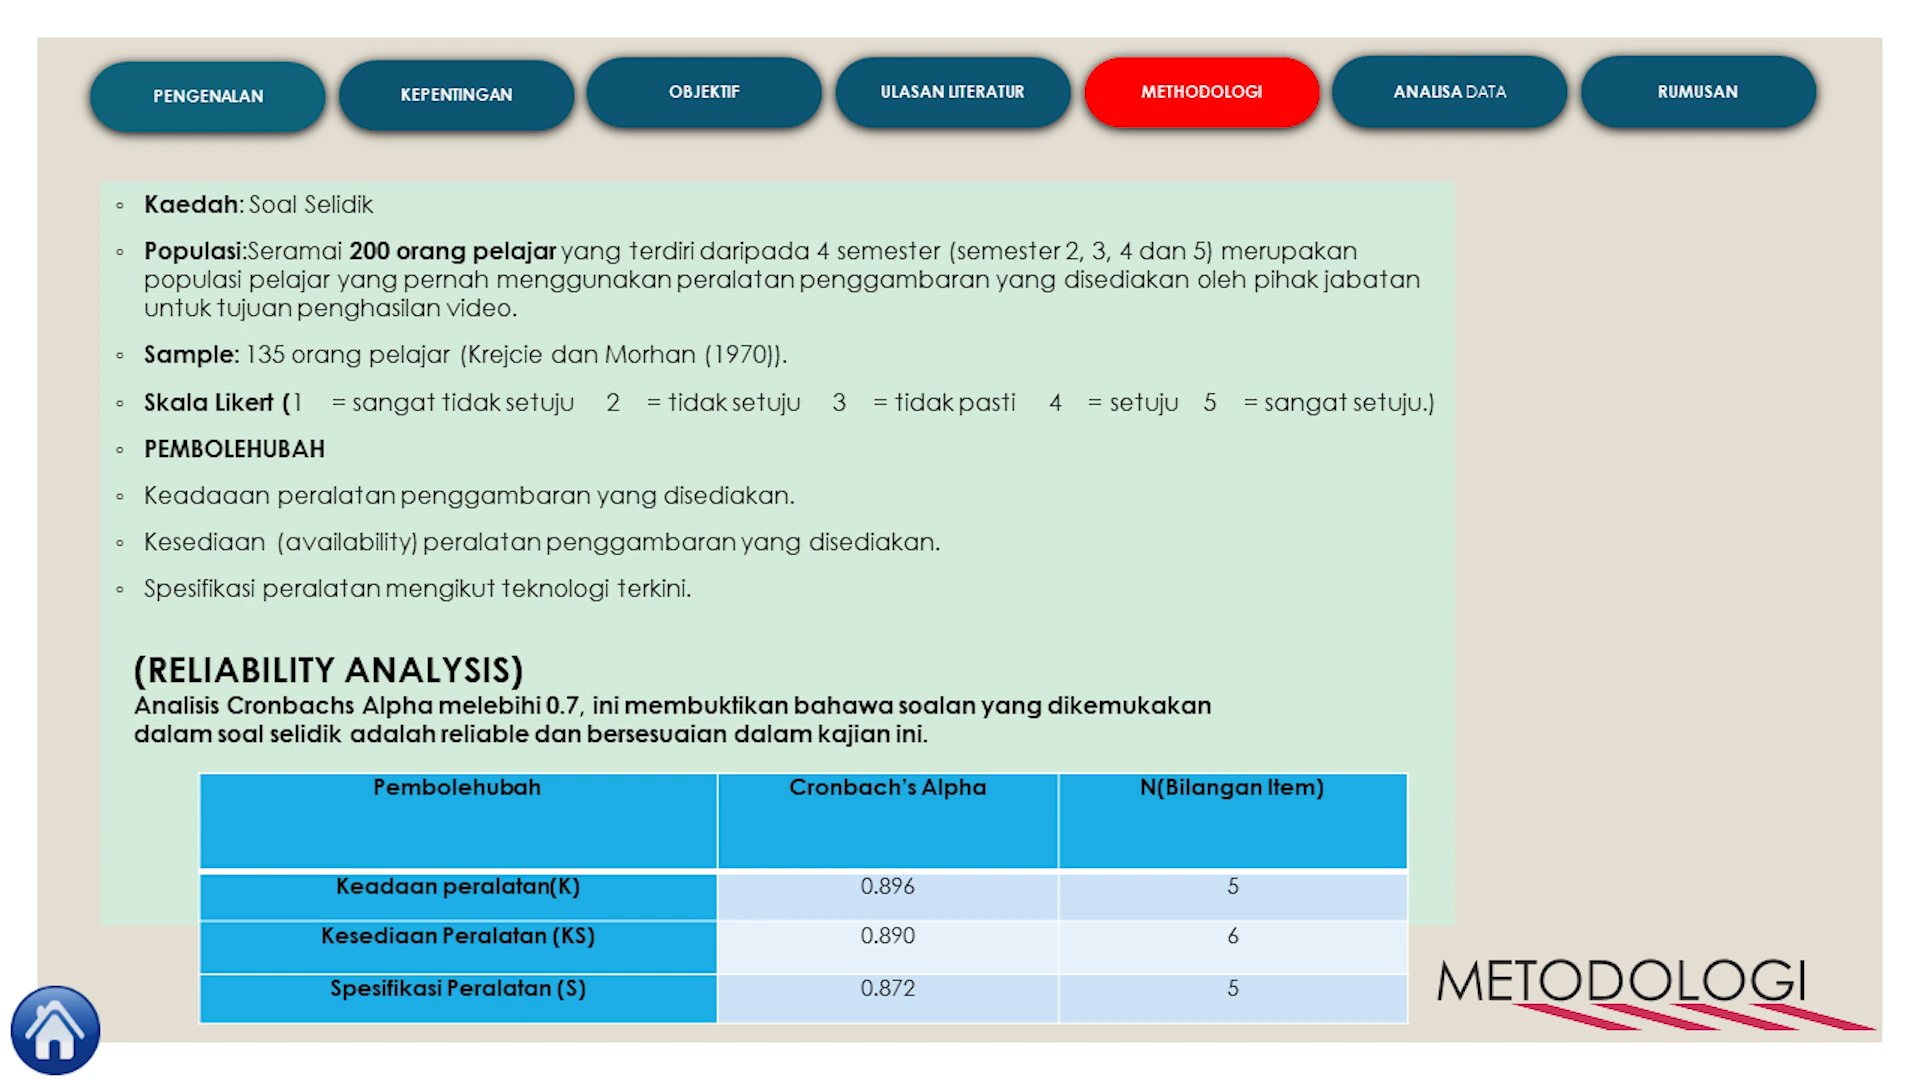 PENGENALAN
KEPENTINGAN
OBJEKTIF
ULASAN LITERATUR
METHODOLOGI
ANALISA DATA
RUMUSAN
Kaedah: Soal Selidik
Populasi:Seramai 200 orang pelajar yang terdiri daripada 4 semester (semester 2, 3, 4 dan 5) merupakan
populasi pelajar yang pernah menggunakan peralatan penggambaran yang disediakan oleh pihak jabatan
untuk tujuan penghasilan video.
Sample: 135 orang pelajar (Krejcie dan Morhan (1970)).
Skala Likert (1 = sangat tidak setuju 2 = tidak setuju 3 = tidak pasti 4 = setuju 5 = sangat setuju.)
PEMBOLEHUBAH
Keadaaan peralatan penggambaran yang disediakan.
Kesediaan (availability) peralatan penggambaran yang disediakan.
Spesifikasi peralatan mengikut teknologi terkini.
(RELIABILITY ANALYSIS)
Analisis Cronbachs Alpha melebihi 0.7, ini membuktikan bahawa soalan yang dikemukakan
dalam soal selidik adalah reliable dan bersesuaian dalam kajian ini.
Pembolehubah Cronbach's Alpha N(Bilangan Item)
Keadaan peralatan(K) 0.896 5
Kesediaan Peralatan (KS) 0.890 6
Spesifikasi Peralatan (S) 0.872 5
METODOLOGI